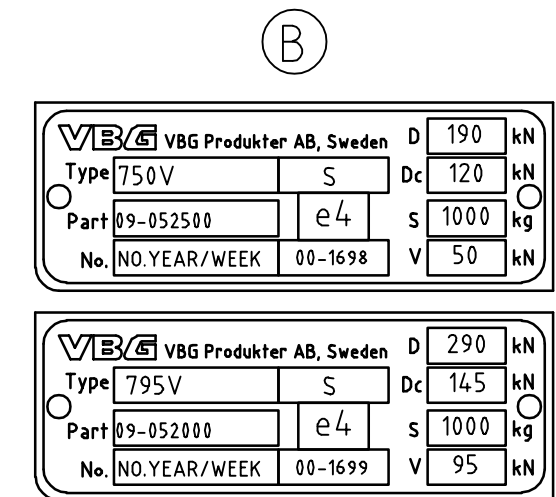 B
VBG VBG Produkter AB, Sweden D 190 kN
Type 750V S Dc 120 kN
Part 09-052500 e4 S 1000 kg
No. NO.YEAR/WEEK 00-1698 V 50 kN
VBG VBG Produkter AB, Sweden D 290 kN
Type 795V S Dc 145 kN
Part 09-052000 e4 S 1000 kg
No. NO.YEAR/WEEK 00-1699 V 95 kN